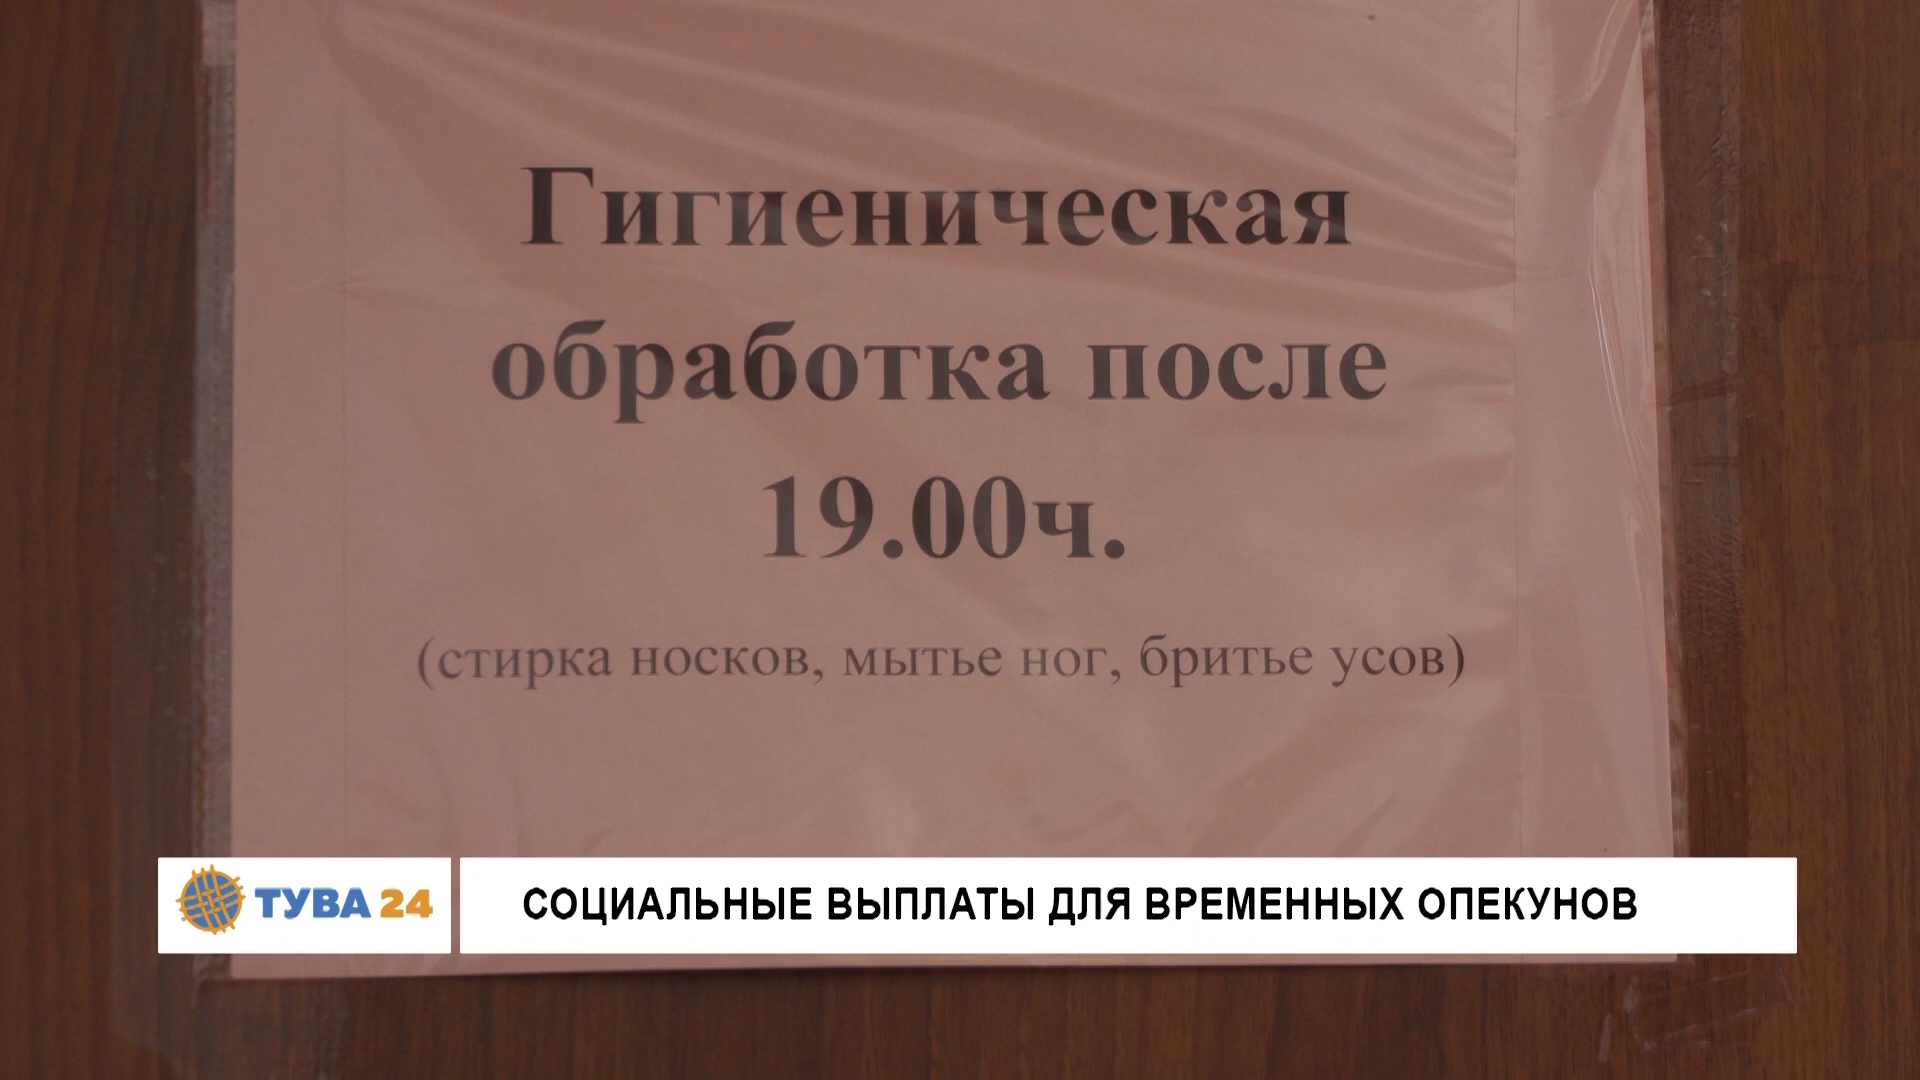 Гигиеническая
обработка после
19.00ч.
(стирка носков, мытье ног, бритье усов)
ТУВА 24
СОЦИАЛЬНЫЕ ВЫПЛАТЫ ДЛЯ ВРЕМЕННЫХ ОПЕКУНОВ